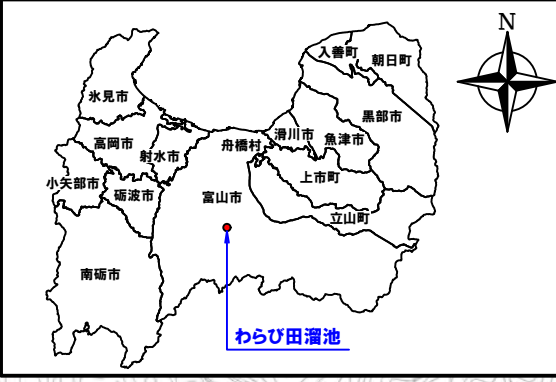 N
入善町
朝日町
氷見市
黒部市
高岡市
射水市
舟橋村
滑川市
魚津市
上市町
小矢部市
砺波市
富山市
立山町
南砺市
わらび田溜池